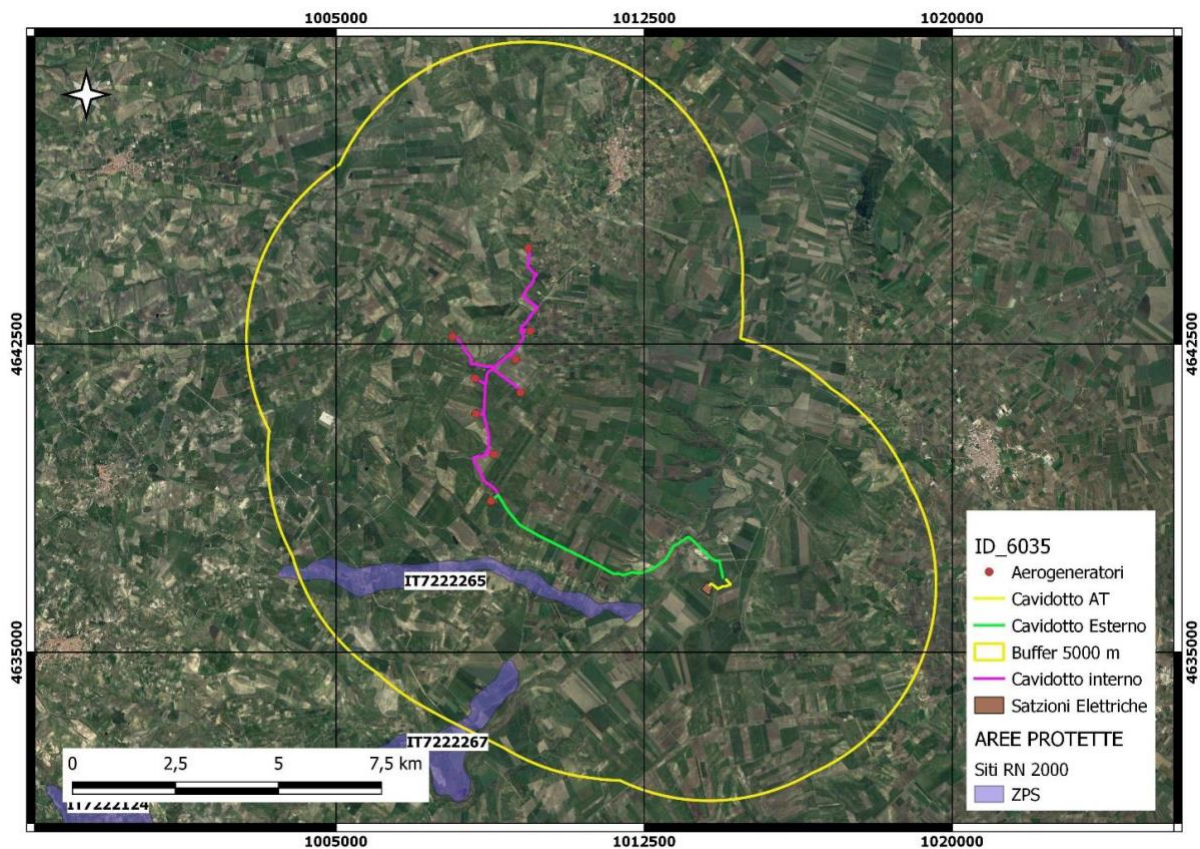 1005000
1012500
1020000
4642500
4642500
4635000
4635000
IT7222265
IT7222267
IT7222124
0
2,5
5
7,5 km
ID_6035
Aerogeneratori
Cavidotto AT
Cavidotto Esterno
Buffer 5000 m
Cavidotto interno
Satzioni Elettriche
AREE PROTETTE
Siti RN 2000
ZPS
1005000
1012500
1020000